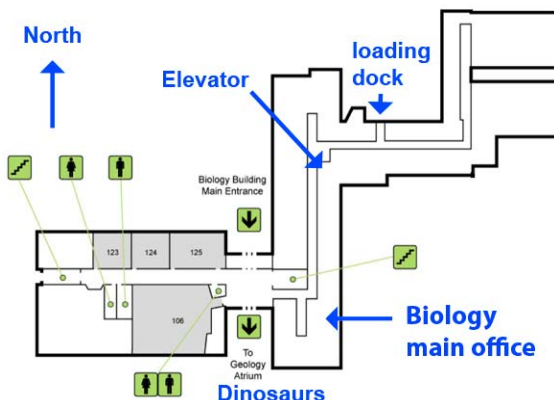 North
loading
dock
Elevator
Biology Building
Main Entrance
123
124
125
106
Biology
main office
To
Geology
Atrium
Dinosaurs